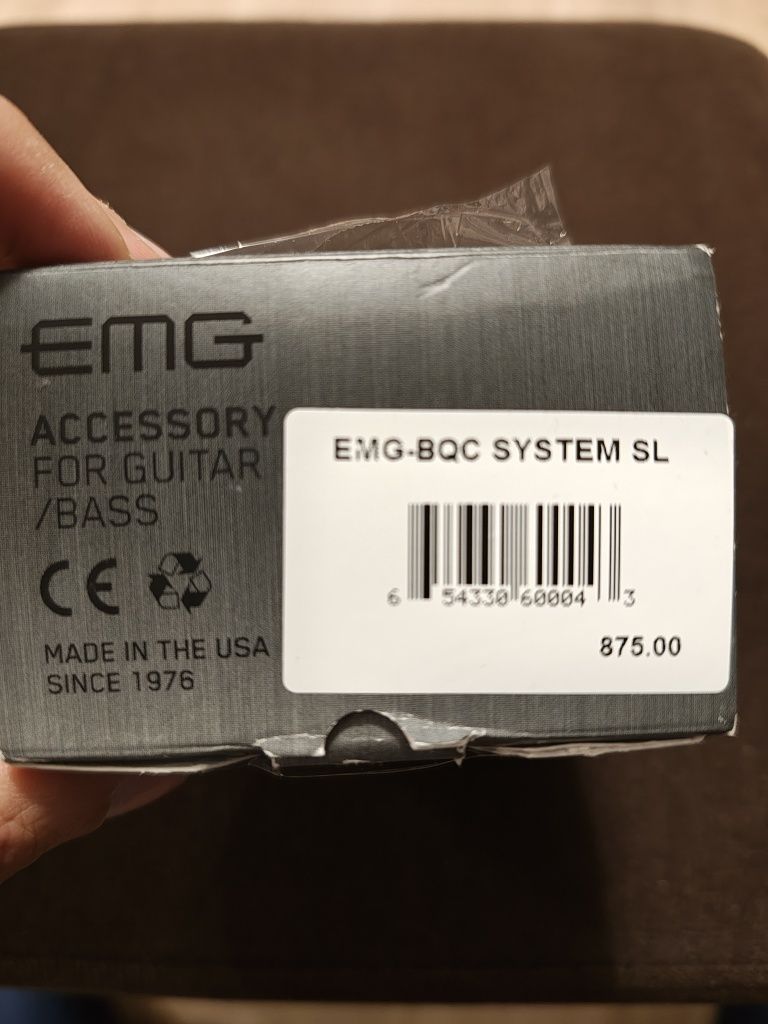 EMG
ACCESSORY
FOR GUITAR
/BASS
CE
MADE IN THE USA
SINCE 1976
EMG-BQC SYSTEM SL
6 54330 60004 3
875.00